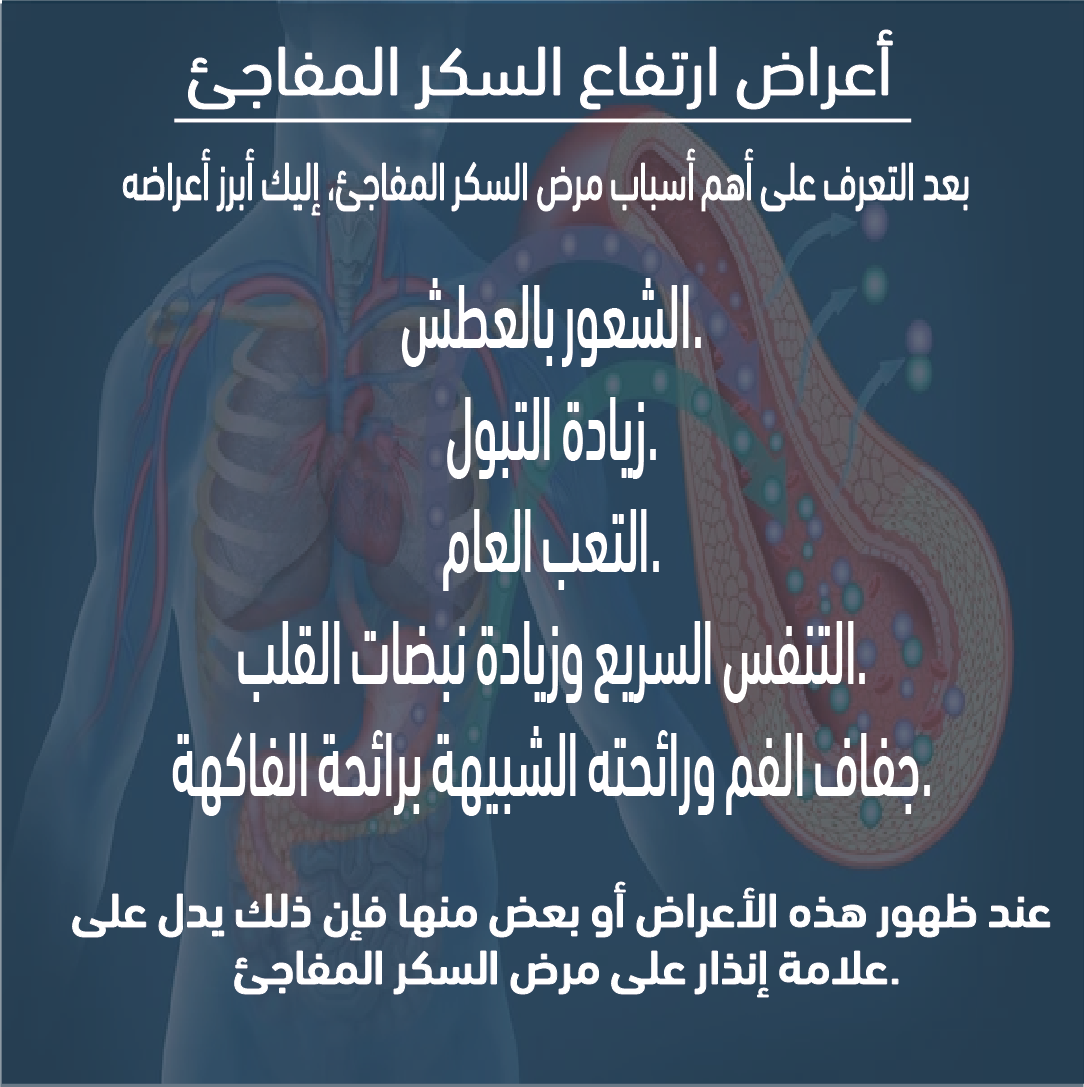 أعراض ارتفاع السكر المفاجئ
بعد التعرف على أهم أسباب مرض السكر المفاجئ، إليك أبرز أعراضه
.الشعور بالعطش
.زيادة التبول
.التعب العام
.التنفس السريع وزيادة نبضات القلب
.جفاف الفم ورائحته الشبيهة برائحة الفاكهة
عند ظهور هذه الأعراض أو بعض منها فإن ذلك يدل على
.علامة إنذار على مرض السكر المفاجئ